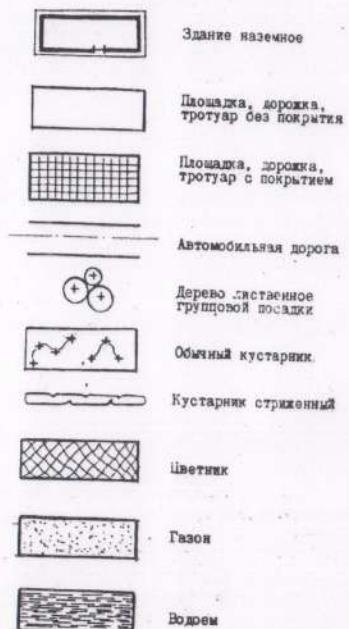 Здание наземное
Площадка, дорожка,
тротуар без покрытия
Площадка, дорожка,
тротуар с покрытием
Автомобильная дорога
Дерево лиственное
групповой посадки
Обычный кустарник
Кустарник стриженный
Цветник
Газон
Водоем